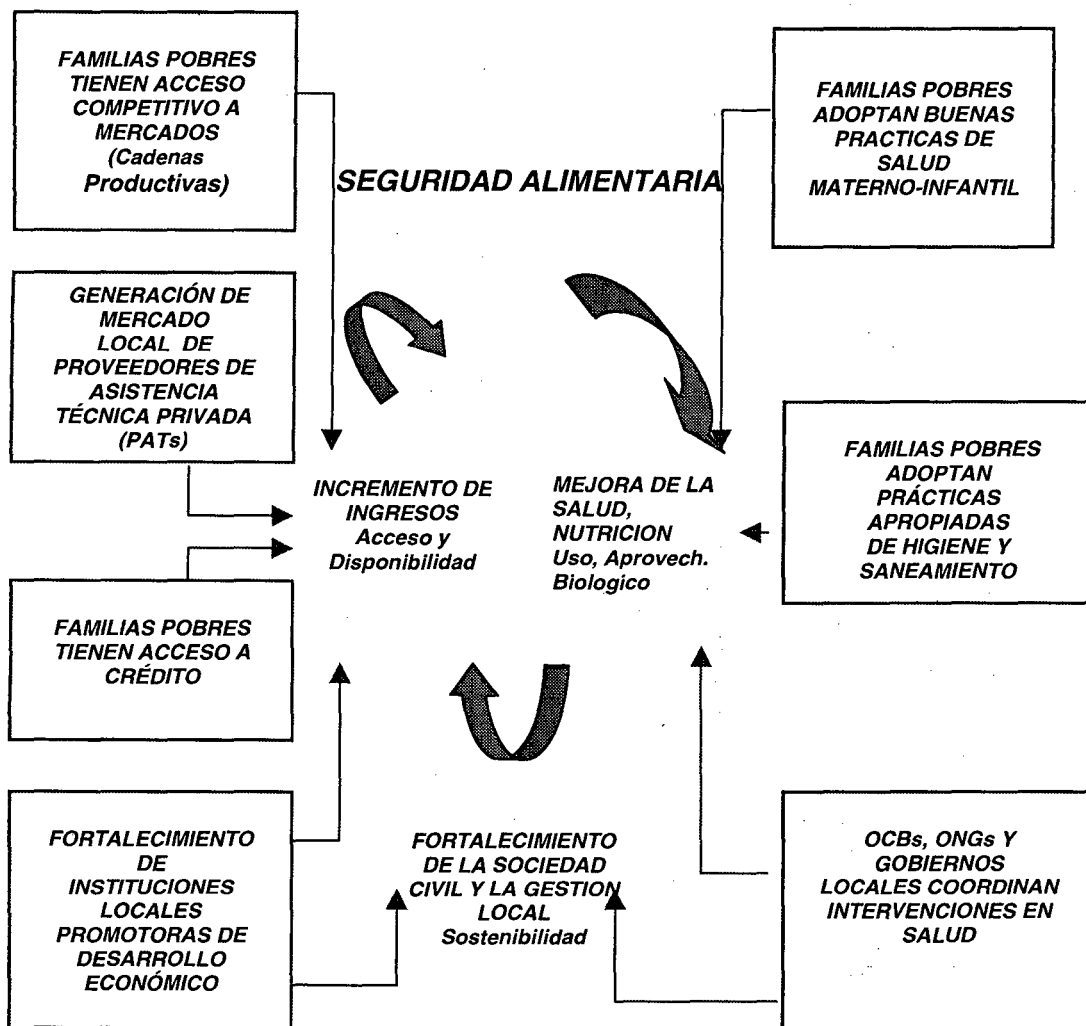 FAMILIAS POBRES
TIENEN ACCESO
COMPETITIVO A
MERCADOS
(Cadenas
Productivas)
SEGURIDAD ALIMENTARIA
FAMILIAS POBRES
ADOPTAN BUENAS
PRACTICAS DE
SALUD
MATERNO-INFANTIL
GENERACIÓN DE
MERCADO
LOCAL DE
PROVEEDORES DE
ASISTENCIA
TÉCNICA PRIVADA
(PATs)
INCREMENTO DE
INGRESOS
Acceso y
Disponibilidad
MEJORA DE LA
SALUD,
NUTRICION
Uso, Aprovech.
Biologico
FAMILIAS POBRES
ADOPTAN
PRÁCTICAS
APROPIADAS
DE HIGIENE Y
SANEAMIENTO
FAMILIAS POBRES
TIENEN ACCESO A
CRÉDITO
FORTALECIMIENTO
DE
INSTITUCIONES
LOCALES
PROMOTORAS DE
DESARROLLO
ECONÓMICO
FORTALECIMIENTO
DE LA SOCIEDAD
CIVIL Y LA GESTION
LOCAL
Sostenibilidad
OCBs, ONGs Y
GOBIERNOS
LOCALES COORDINAN
INTERVENCIONES EN
SALUD